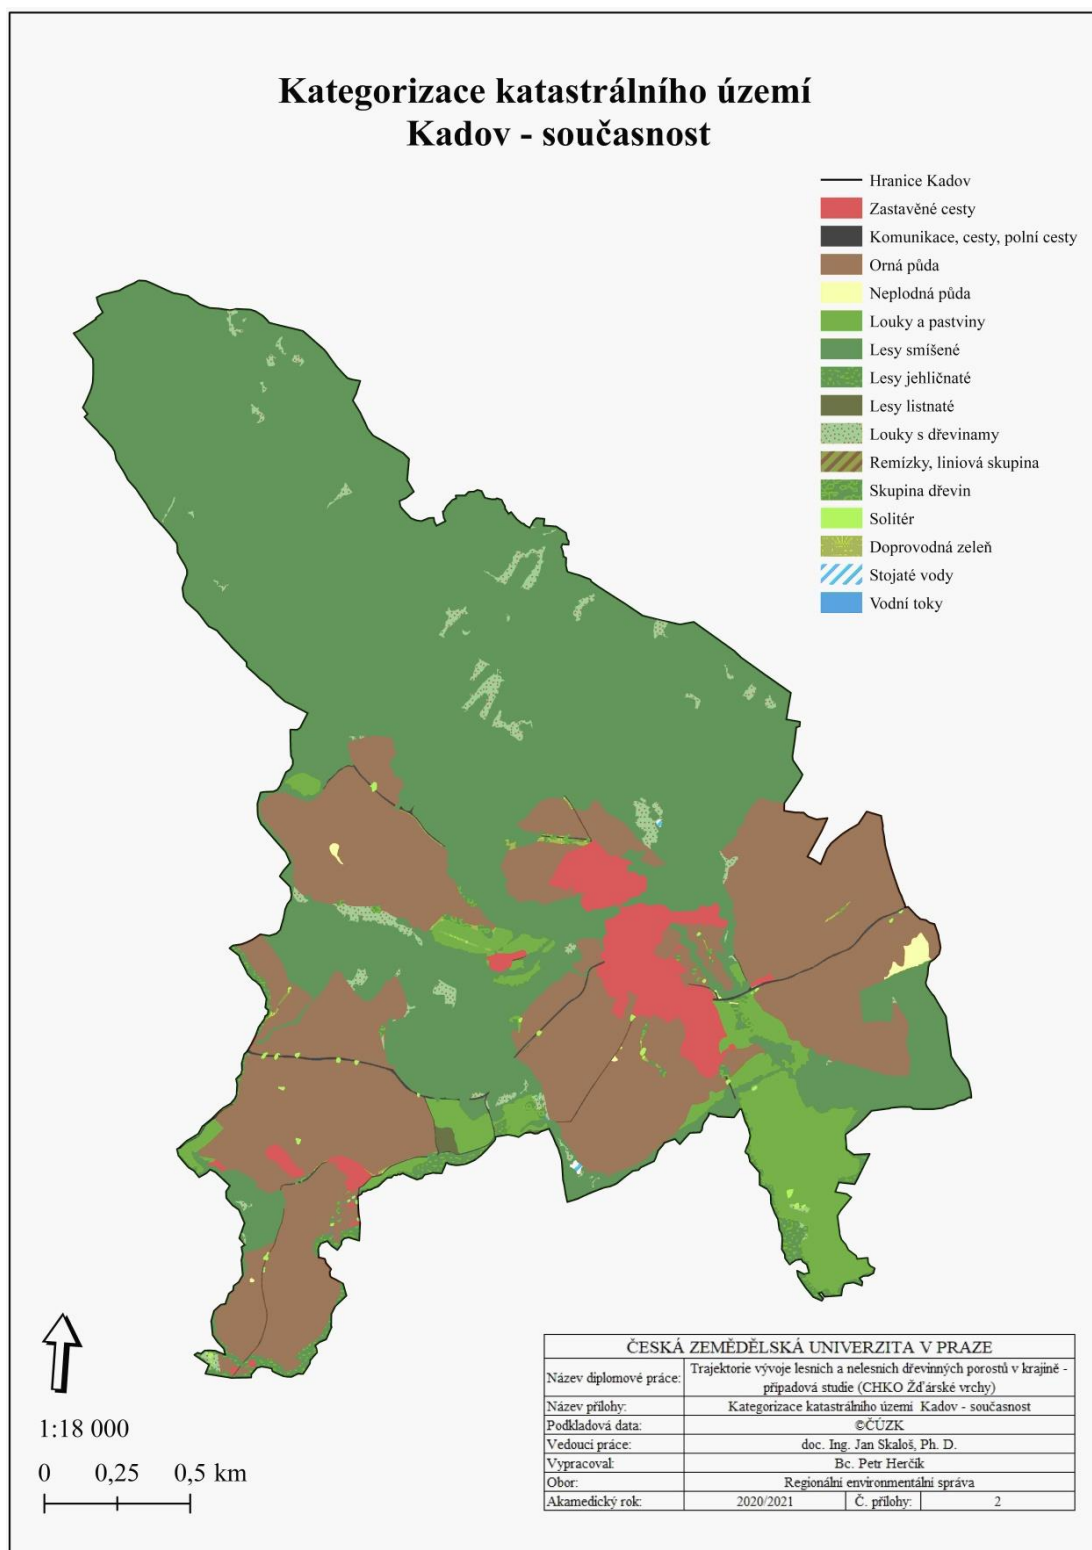 Kategorizace katastrálního území
Kadov - současnost
Hranice Kadov
Zastavěné cesty
Komunikace, cesty, polní cesty
Orná půda
Neplodná půda
Louky a pastviny
Lesy smíšené
Lesy jehličnaté
Lesy listnaté
Louky s dřevinamy
Remízky, liniová skupina
Skupina dřevin
Solitér
Doprovodná zeleň
Stojaté vody
Vodní toky
1:18 000
0 0,25 0,5 km
ČESKÁ ZEMĚDĚLSKÁ UNIVERZITA V PRAZE
Název diplomové práce: Trajektorie vývoje lesních a nelesních dřevinných porostů v krajině -
případová studie (CHKO Žďárské vrchy)
Název přílohy: Kategorizace katastrálního území Kadov - současnost
Podkladová data: ©ČÚZK
Vedoucí práce: doc. Ing. Jan Skaloš, Ph. D.
Vypracoval: Bc. Petr Herčík
Obor: Regionální environmentální správa
Akamedický rok: 2020/2021 Č. přílohy: 2